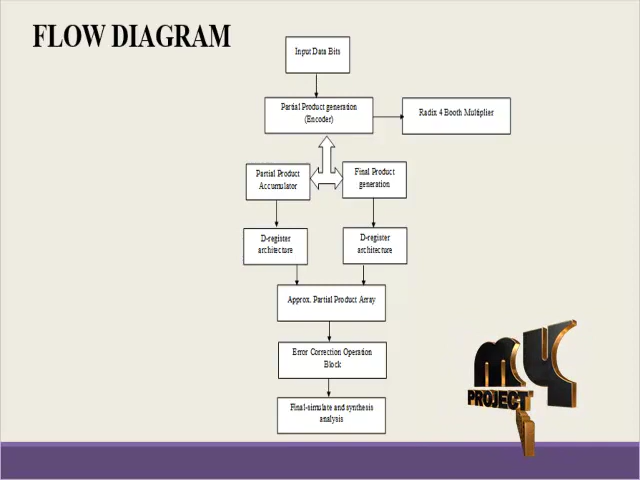 FLOW DIAGRAM
Input Data Bits
Partial Product generation
(Encoder)
Radix 4 Booth Multiplier
Partial Product
Accumulator
Final Product
generation
D-register
architecture
D-register
architecture
Approx. Partial Product Array
Error Correction Operation
Block
Final-simulate and synthesis
analysis
my
PROJECT